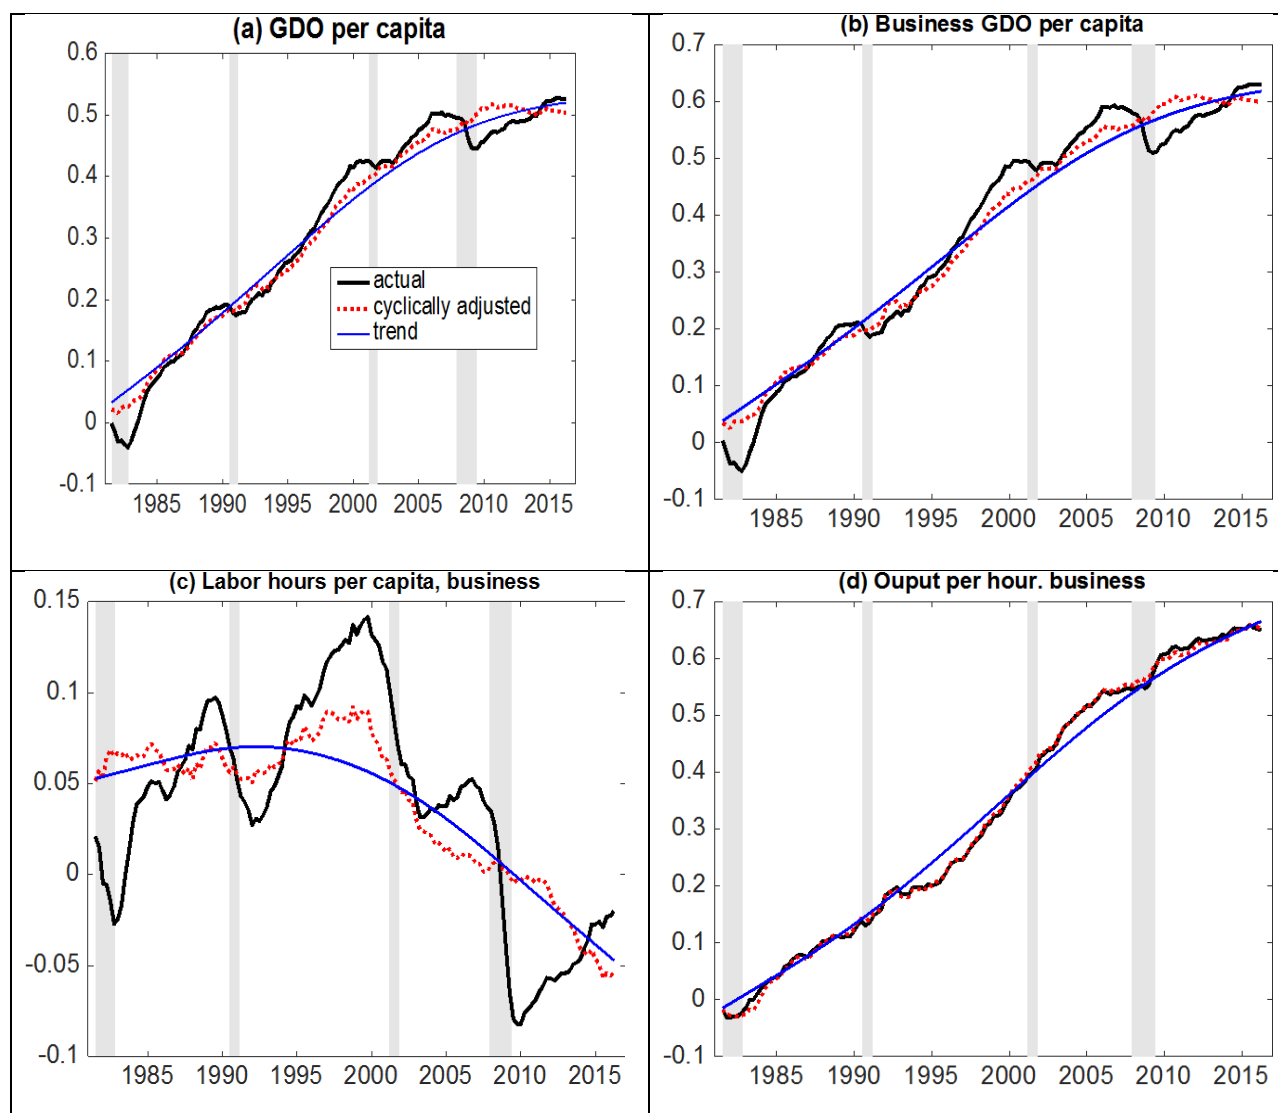 (a) GDO per capita
0.6
0.5
0.4
0.3
0.2
0.1
0
-0.1
actual
cyclically adjusted
trend
1985 1990 1995 2000 2005 2010 2015
(b) Business GDO per capita
0.7
0.6
0.5
0.4
0.3
0.2
0.1
0
-0.1
1985 1990 1995 2000 2005 2010 2015
(c) Labor hours per capita, business
0.15
0.1
0.05
0
-0.05
-0.1
1985 1990 1995 2000 2005 2010 2015
(d) Ouput per hour. business
0.7
0.6
0.5
0.4
0.3
0.2
0.1
0
-0.1
1985 1990 1995 2000 2005 2010 2015